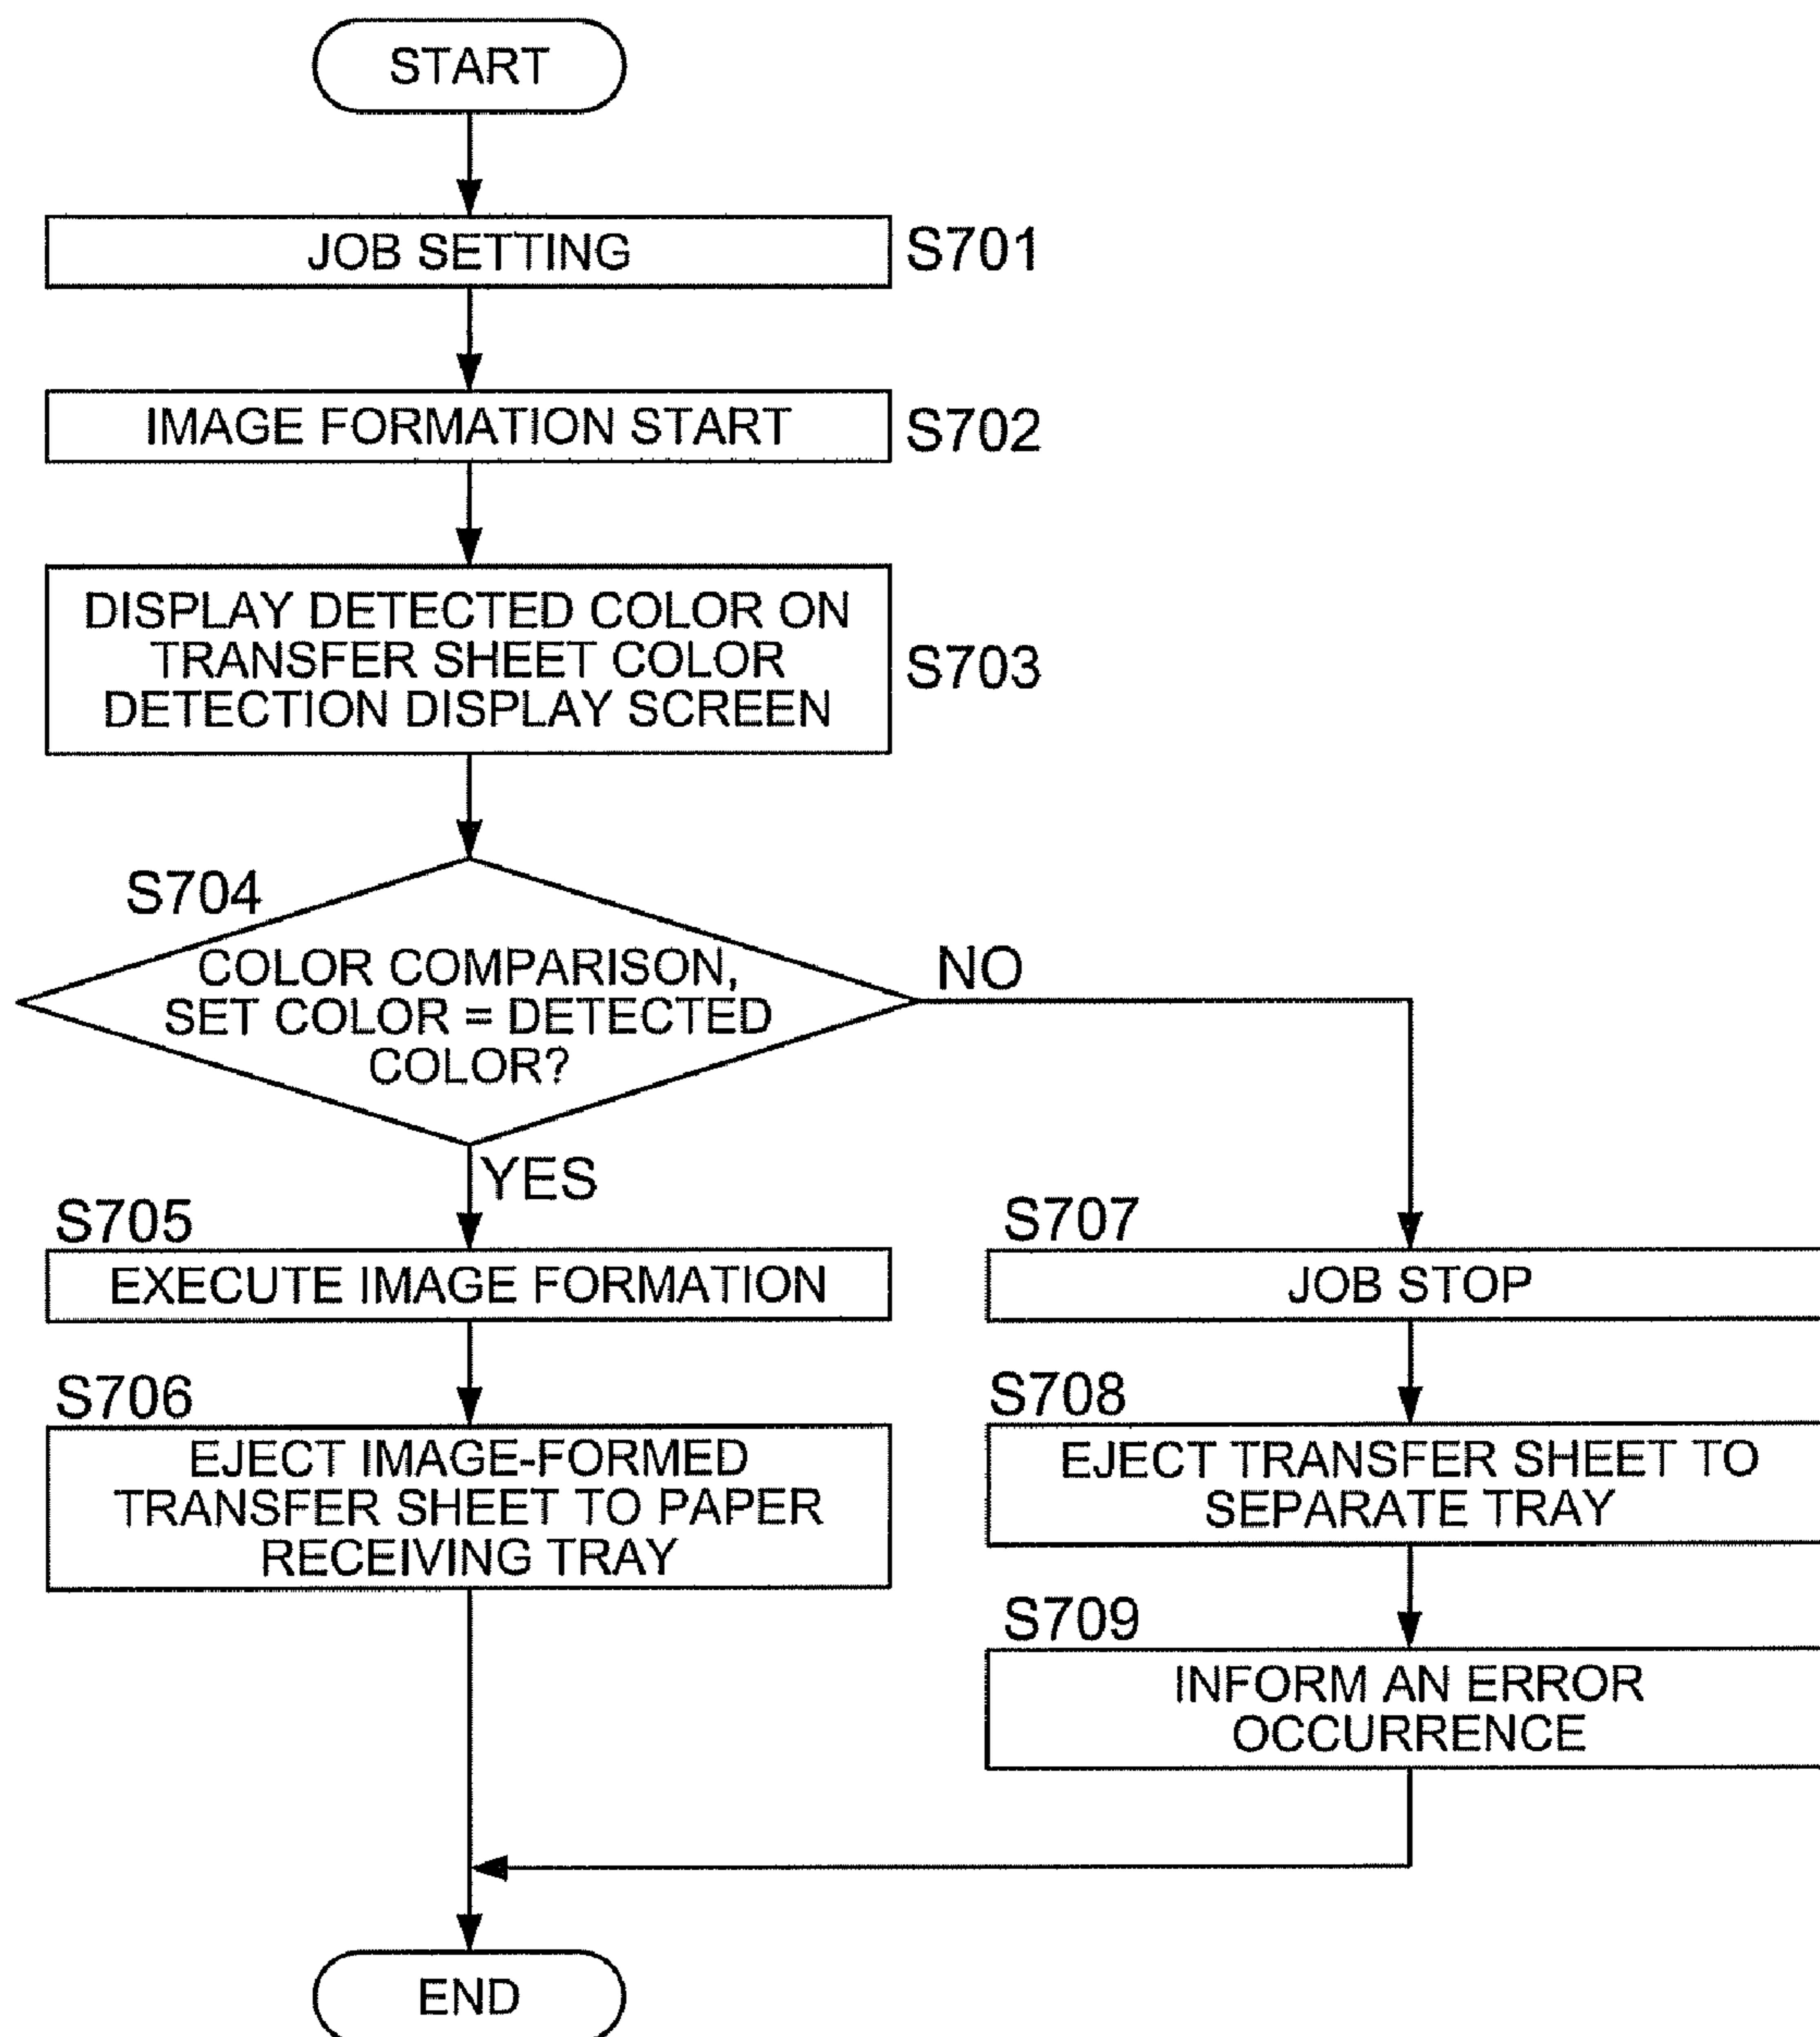 START
JOB SETTING
S701
IMAGE FORMATION START
S702
DISPLAY DETECTED COLOR ON
TRANSFER SHEET COLOR
DETECTION DISPLAY SCREEN
S703
S704
COLOR COMPARISON,
SET COLOR = DETECTED
COLOR?
NO
YES
S705
EXECUTE IMAGE FORMATION
S706
EJECT IMAGE-FORMED
TRANSFER SHEET TO PAPER
RECEIVING TRAY
S707
JOB STOP
S708
EJECT TRANSFER SHEET TO
SEPARATE TRAY
S709
INFORM AN ERROR
OCCURRENCE
END